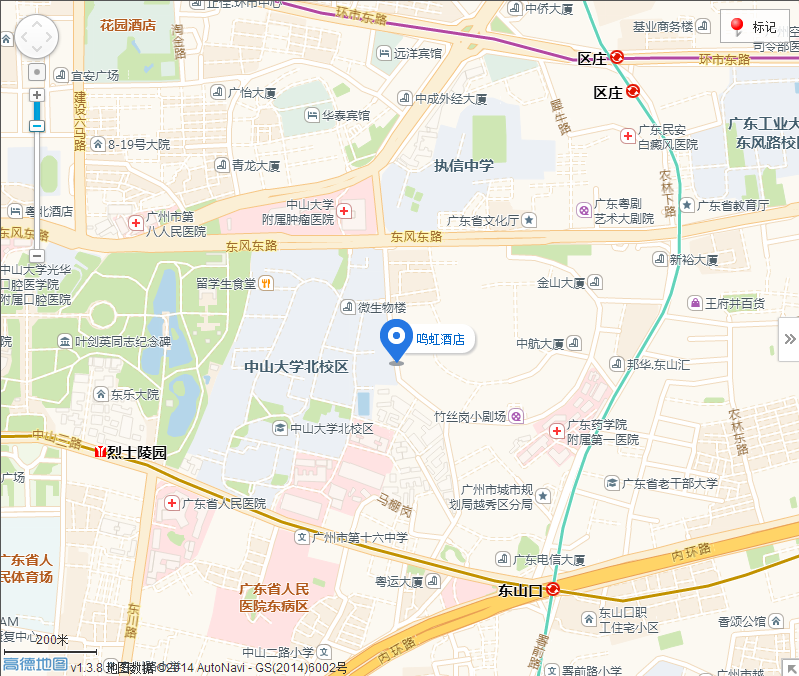 花园酒店
中侨大厦
环市东路
远洋宾馆
基业商务楼
标记
区庄
环市东路
宜安广场
广怡大厦
中成外经大厦
区庄
建设六马路
华泰宾馆
犀牛路
广东民安
白癜风医院
8-19号大院
执信中学
青龙大厦
农林下路
粤北酒店
广州市第
八人民医院
中山大学
附属肿瘤医院
广东省文化厅
广东粤剧
艺术大剧院
广东省教育厅
东风东路
东风东路
东风东路
新裕大厦
中山大学光华
口腔医学院
附属口腔医院
留学生食堂
金山大厦
微生物楼
王府井百货
叶剑英同志纪念碑
鸣虹酒店
中航大厦
中山大学北校区
邦华.东山汇
东乐大院
竹丝岗小剧场
中山大学北校区
广东药学院
附属第一医院
农林东路
中山二路
烈士陵园
广场
广东省人民医院
马棚岗
广州市城市规
划局越秀区分局
广东省老干部大学
广州市第十六中学
广东省人
民体育场
广东电信大厦
内环路
粤运大厦
东山口
广东省人民
医院东病区
东川路
东山口职
工住宅小区
香颂公馆
200米
中山二路小学
内环路
署前路
署前路小学
高德地图
v1.3.8 地图数据 ©2014 AutoNavi - GS(2014)6002号